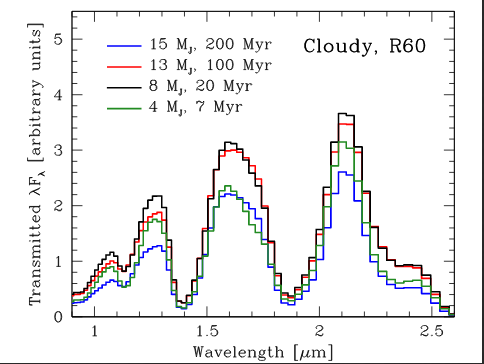 Cloudy, R60
15 M_J, 200 Myr
13 M_J, 100 Myr
8 M_J, 20 Myr
4 M_J, 7 Myr
Transmitted λF_λ [arbitrary units]
5
4
3
2
1
0
1 1.5 2 2.5
Wavelength [μm]